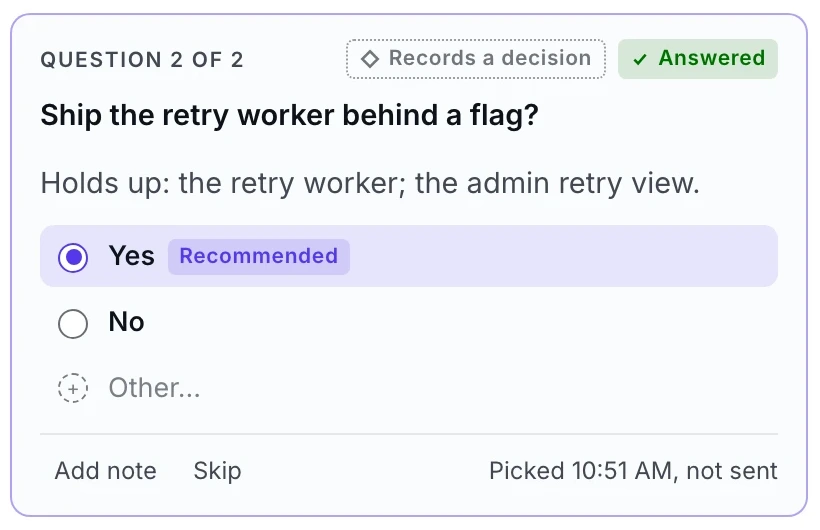 QUESTION 2 OF 2 Records a decision Answered
Ship the retry worker behind a flag?
Holds up: the retry worker; the admin retry view.
Yes Recommended
No
Other...
Add note Skip Picked 10:51 AM, not sent